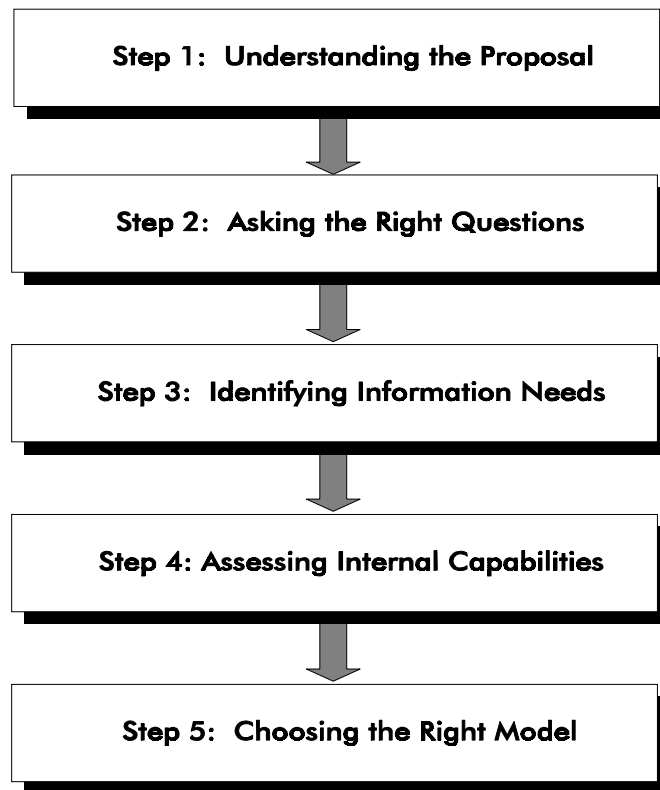 Step 1:  Understanding the Proposal
Step 2:  Asking the Right Questions
Step 3:  Identifying Information Needs
Step 4: Assessing Internal Capabilities
Step 5:  Choosing the Right Model